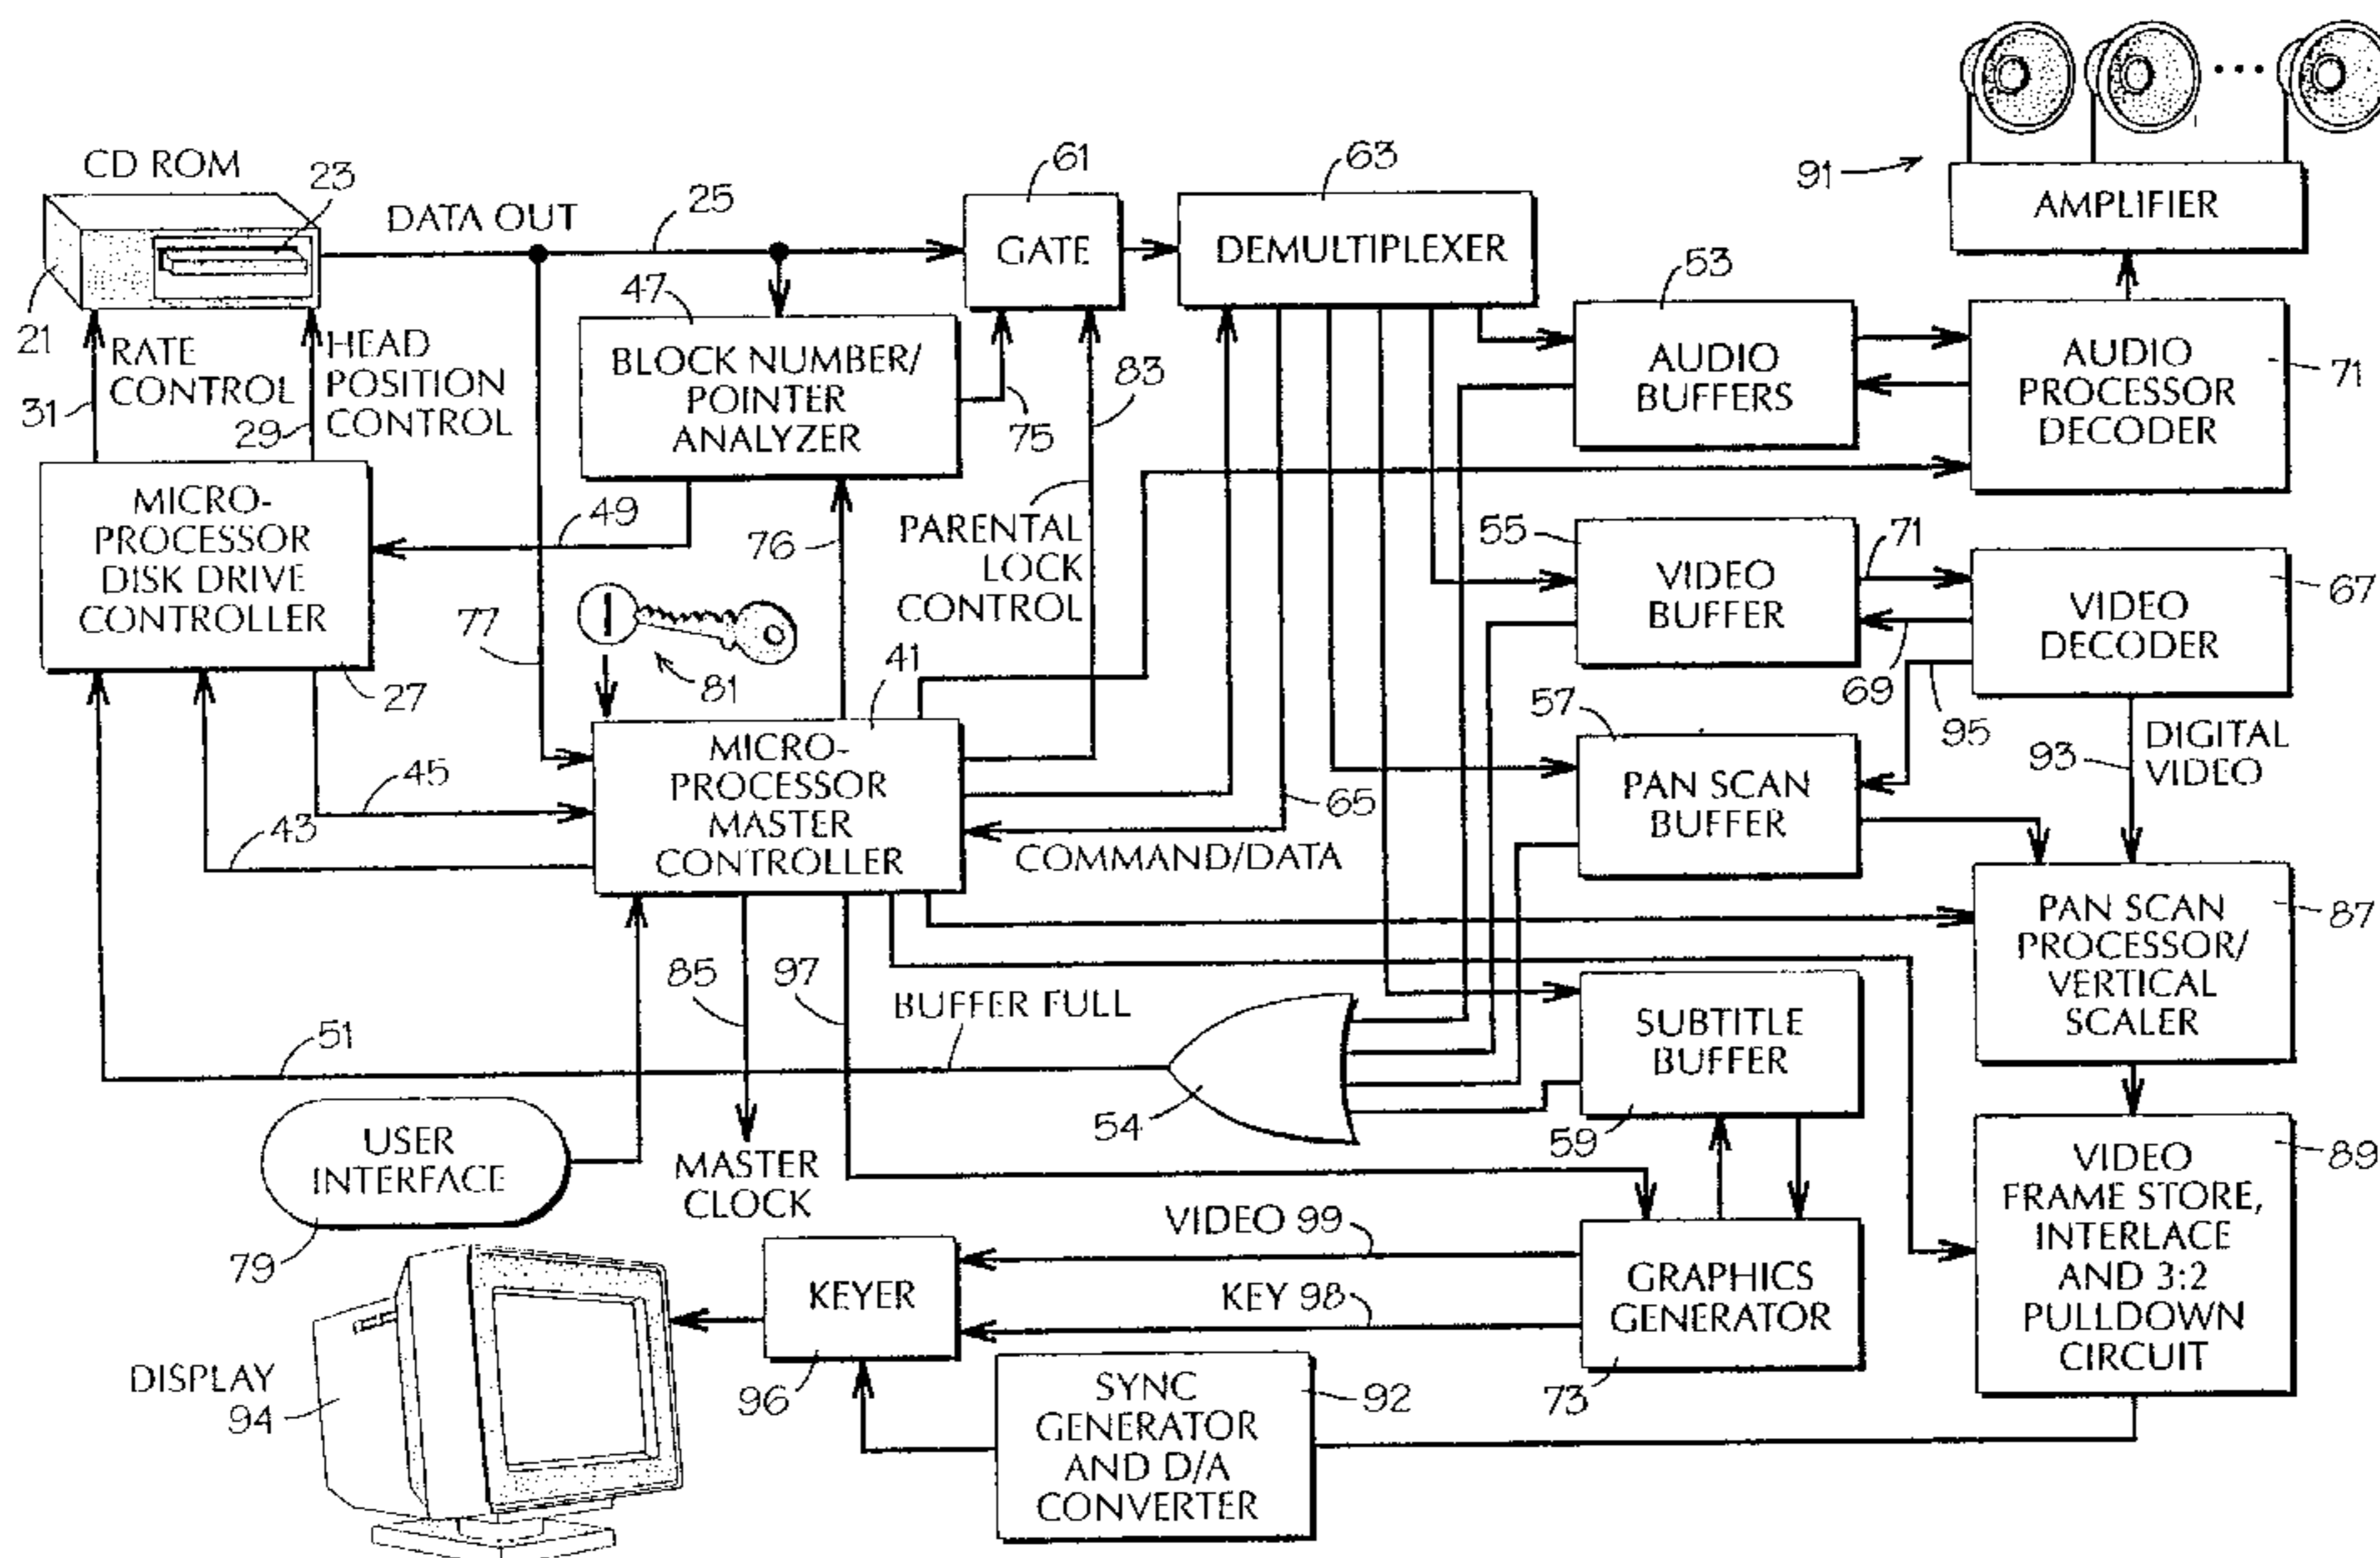 CD ROM
23
21
DATA OUT
25
61
GATE
63
DEMULTIPLEXER
91
AMPLIFIER
RATE
CONTROL
31
HEAD
POSITION
CONTROL
29
47
BLOCK NUMBER/
POINTER
ANALYZER
75
83
53
AUDIO
BUFFERS
AUDIO
PROCESSOR
DECODER
71
MICRO-
PROCESSOR
DISK DRIVE
CONTROLLER
27
49
76
77
PARENTAL
LOCK
CONTROL
81
55
VIDEO
BUFFER
71
69
VIDEO
DECODER
67
95
93
DIGITAL
VIDEO
41
MICRO-
PROCESSOR
MASTER
CONTROLLER
45
43
65
COMMAND/DATA
57
PAN SCAN
BUFFER
PAN SCAN
PROCESSOR/
VERTICAL
SCALER
87
85
97
BUFFER FULL
51
54
SUBTITLE
BUFFER
59
USER
INTERFACE
79
MASTER
CLOCK
VIDEO
FRAME STORE,
INTERLACE
AND 3:2
PULLDOWN
CIRCUIT
89
VIDEO 99
KEY 98
KEYER
96
GRAPHICS
GENERATOR
73
DISPLAY
94
SYNC
GENERATOR
AND D/A
CONVERTER
92